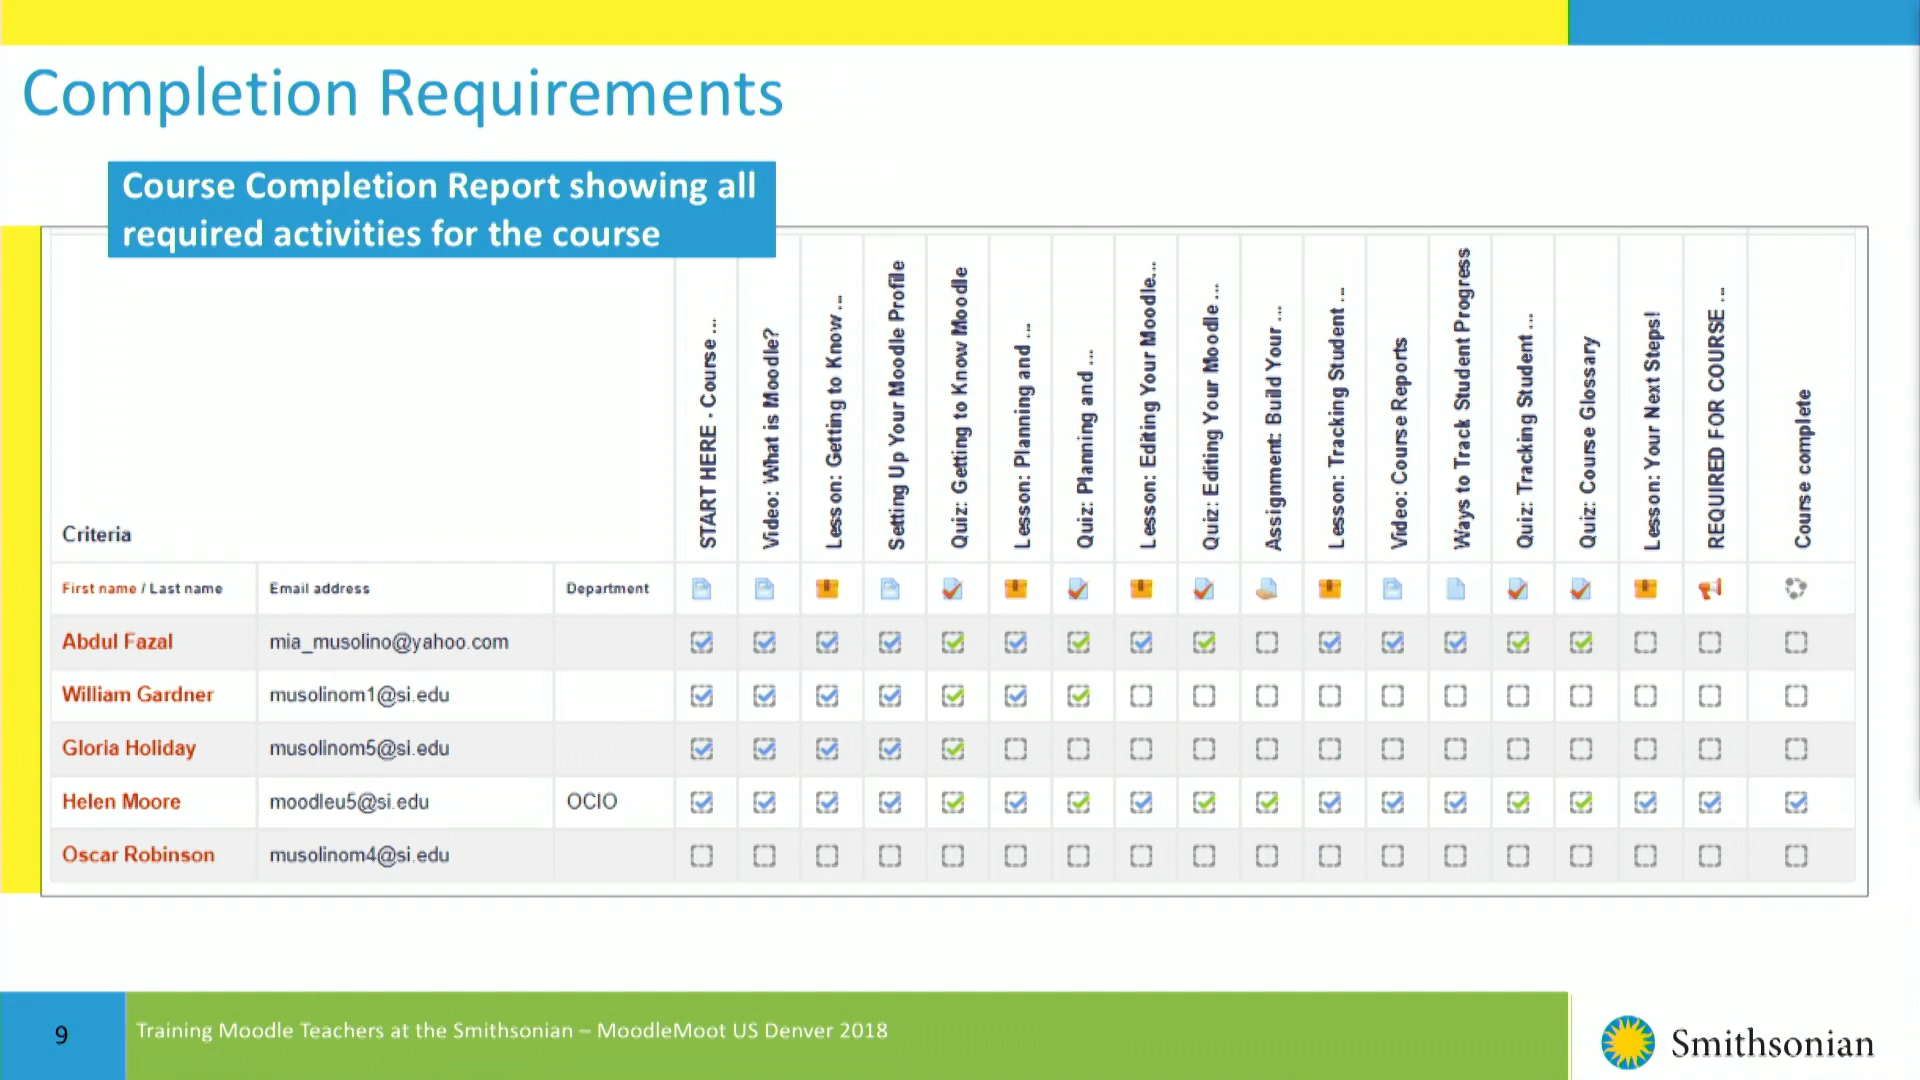 Completion Requirements
Course Completion Report showing all
required activities for the course
Criteria
START HERE - Course ...
Video: What is Moodle?
Lesson: Getting to Know ...
Setting Up Your Moodle Profile
Quiz: Getting to Know Moodle
Lesson: Planning and ...
Quiz: Planning and ...
Lesson: Editing Your Moodle...
Quiz: Editing Your Moodle ...
Assignment: Build Your ...
Lesson: Tracking Student ...
Video: Course Reports
Ways to Track Student Progress
Quiz: Tracking Student ...
Quiz: Course Glossary
Lesson: Your Next Steps!
REQUIRED FOR COURSE ...
Course complete
First name / Last name Email address Department
Abdul Fazal mia_musolino@yahoo.com
William Gardner musolinom1@si.edu
Gloria Holiday musolinom5@si.edu
Helen Moore moodleu5@si.edu OCIO
Oscar Robinson musolinom4@si.edu
9 Training Moodle Teachers at the Smithsonian – MoodleMoot US Denver 2018
Smithsonian